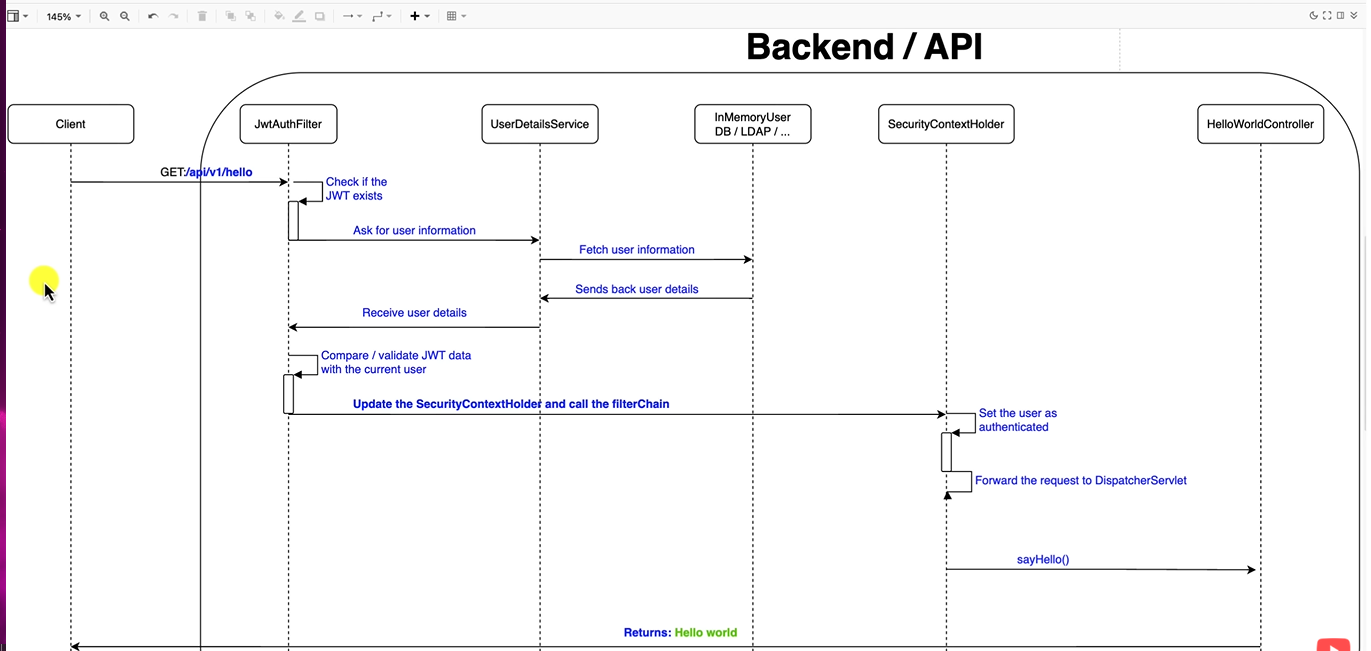 145%
Backend / API
Client
JwtAuthFilter
UserDetailsService
InMemoryUser
DB / LDAP / ...
SecurityContextHolder
HelloWorldController
GET:/api/v1/hello
Check if the
JWT exists
Ask for user information
Fetch user information
Sends back user details
Receive user details
Compare / validate JWT data
with the current user
Update the SecurityContextHolder and call the filterChain
Set the user as
authenticated
Forward the request to DispatcherServlet
sayHello()
Returns: Hello world